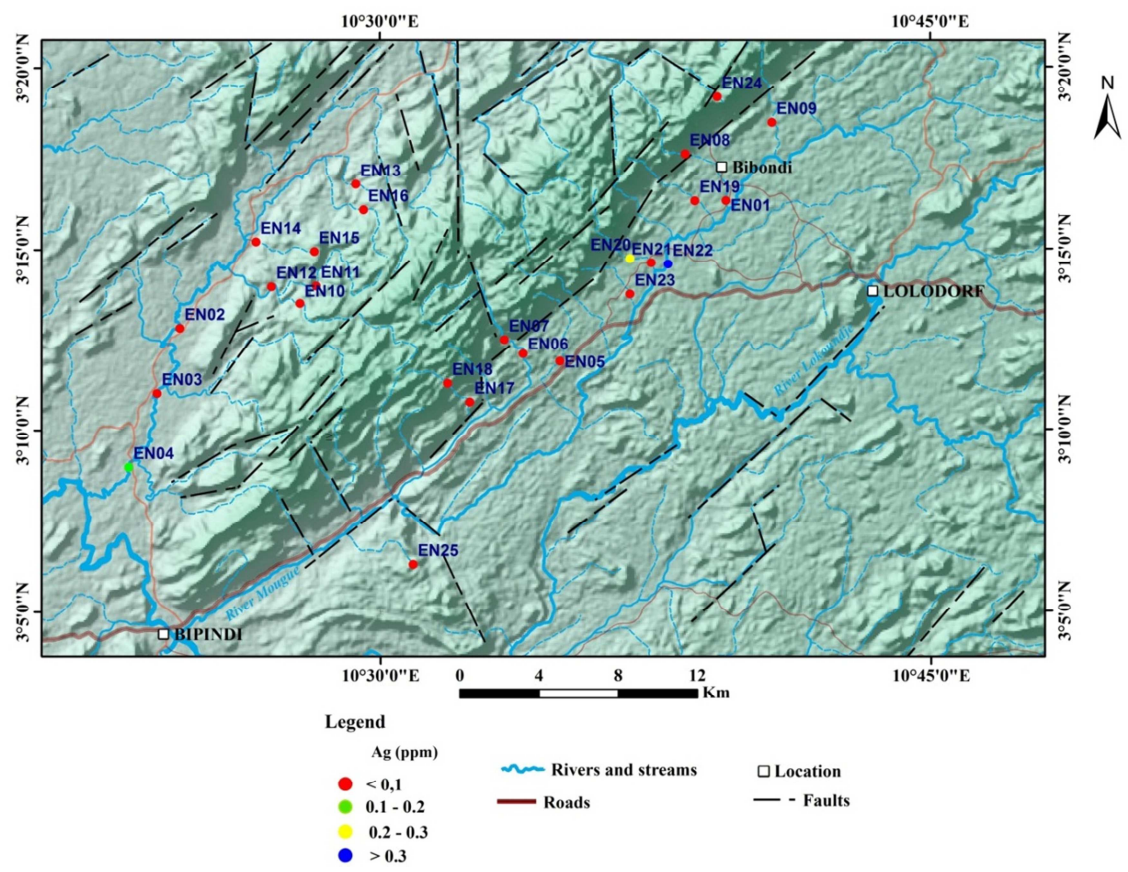 10°30'0"E
10°45'0"E
3°20'0"N
3°20'0"N
N
EN24
EN09
EN08
Bibondi
EN13
EN16
EN19
EN01
EN14
EN15
3°15'0"N
3°15'0"N
EN20
EN21
EN22
EN12
EN11
EN10
EN23
LOLODORF
EN02
EN07
EN06
EN05
River Lokoundje
EN03
EN18
EN17
3°10'0"N
3°10'0"N
EN04
EN25
River Mougue
3°5'0"N
3°5'0"N
BIPINDI
10°30'0"E
10°45'0"E
0 4 8 12
Km
Legend
Ag (ppm)
< 0,1
0.1 - 0.2
0.2 - 0.3
> 0.3
Rivers and streams
Roads
Location
Faults